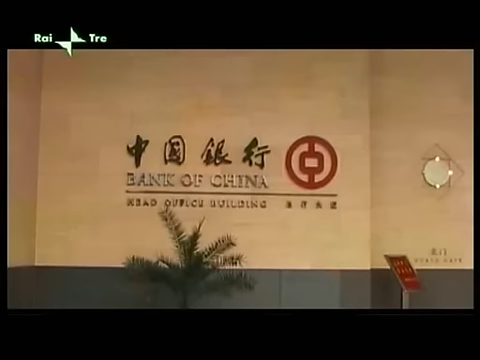 Rai Tre
中国银行
BANK OF CHINA
HEAD OFFICE BUILDING